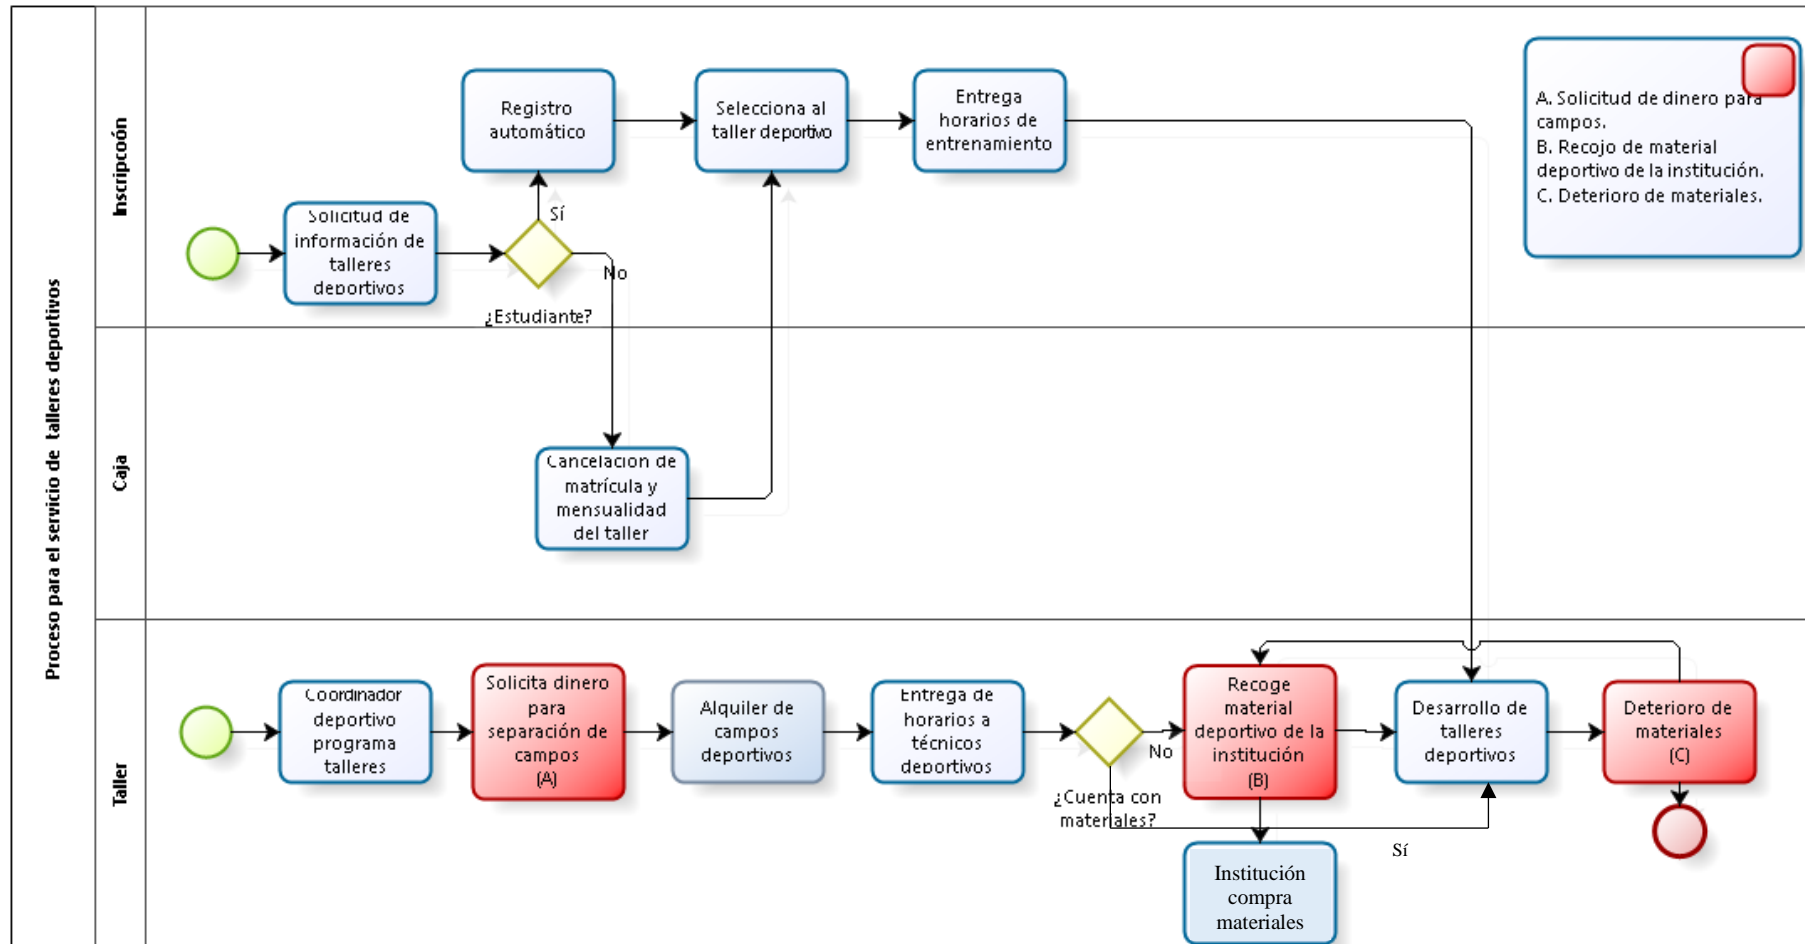 Proceso para el servicio de talleres deportivos
Inscripcón
Registro
automático
Selecciona al
taller deportivo
Entrega
horarios de
entrenamiento
A. Solicitud de dinero para
campos.
B. Recojo de material
deportivo de la institución.
C. Deterioro de materiales.
Solicitud de
información de
talleres
deportivos
Sí
No
¿Estudiante?
Caja
Cancelación de
matrícula y
mensualidad
del taller
Taller
Coordinador
deportivo
programa
talleres
Solicita dinero
para
separación de
campos
(A)
Alquiler de
campos
deportivos
Entrega de
horarios a
técnicos
deportivos
No
¿Cuenta con
materiales?
Recoge
material
deportivo de la
institución
(B)
Desarrollo de
talleres
deportivos
Deterioro de
materiales
(C)
Sí
Institución
compra
materiales